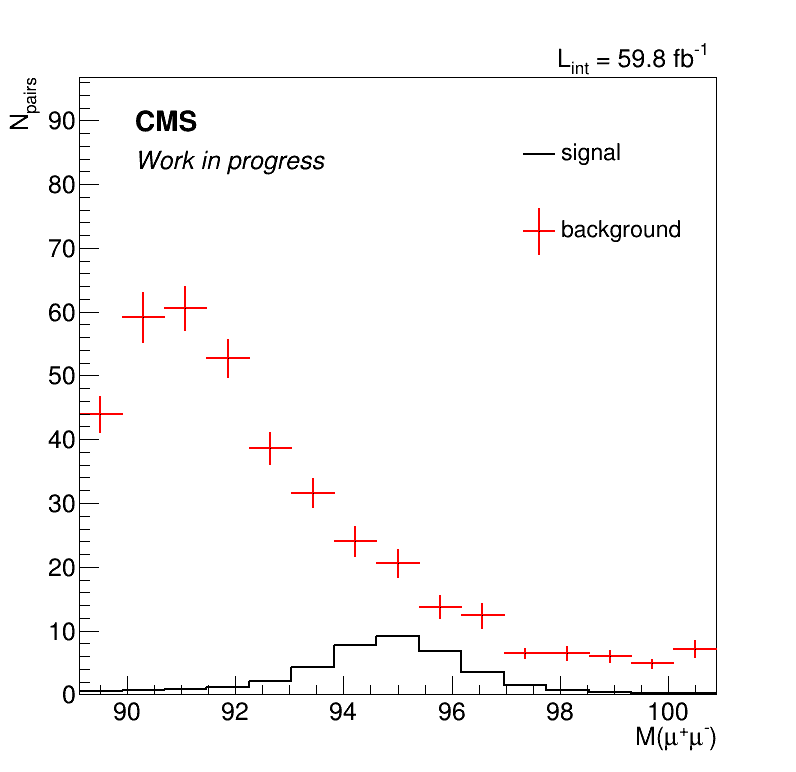 L_int = 59.8 fb⁻¹
N_pairs
CMS
Work in progress
signal
background
90
80
70
60
50
40
30
20
10
0
90 92 94 96 98 100
M(μ⁺μ⁻)